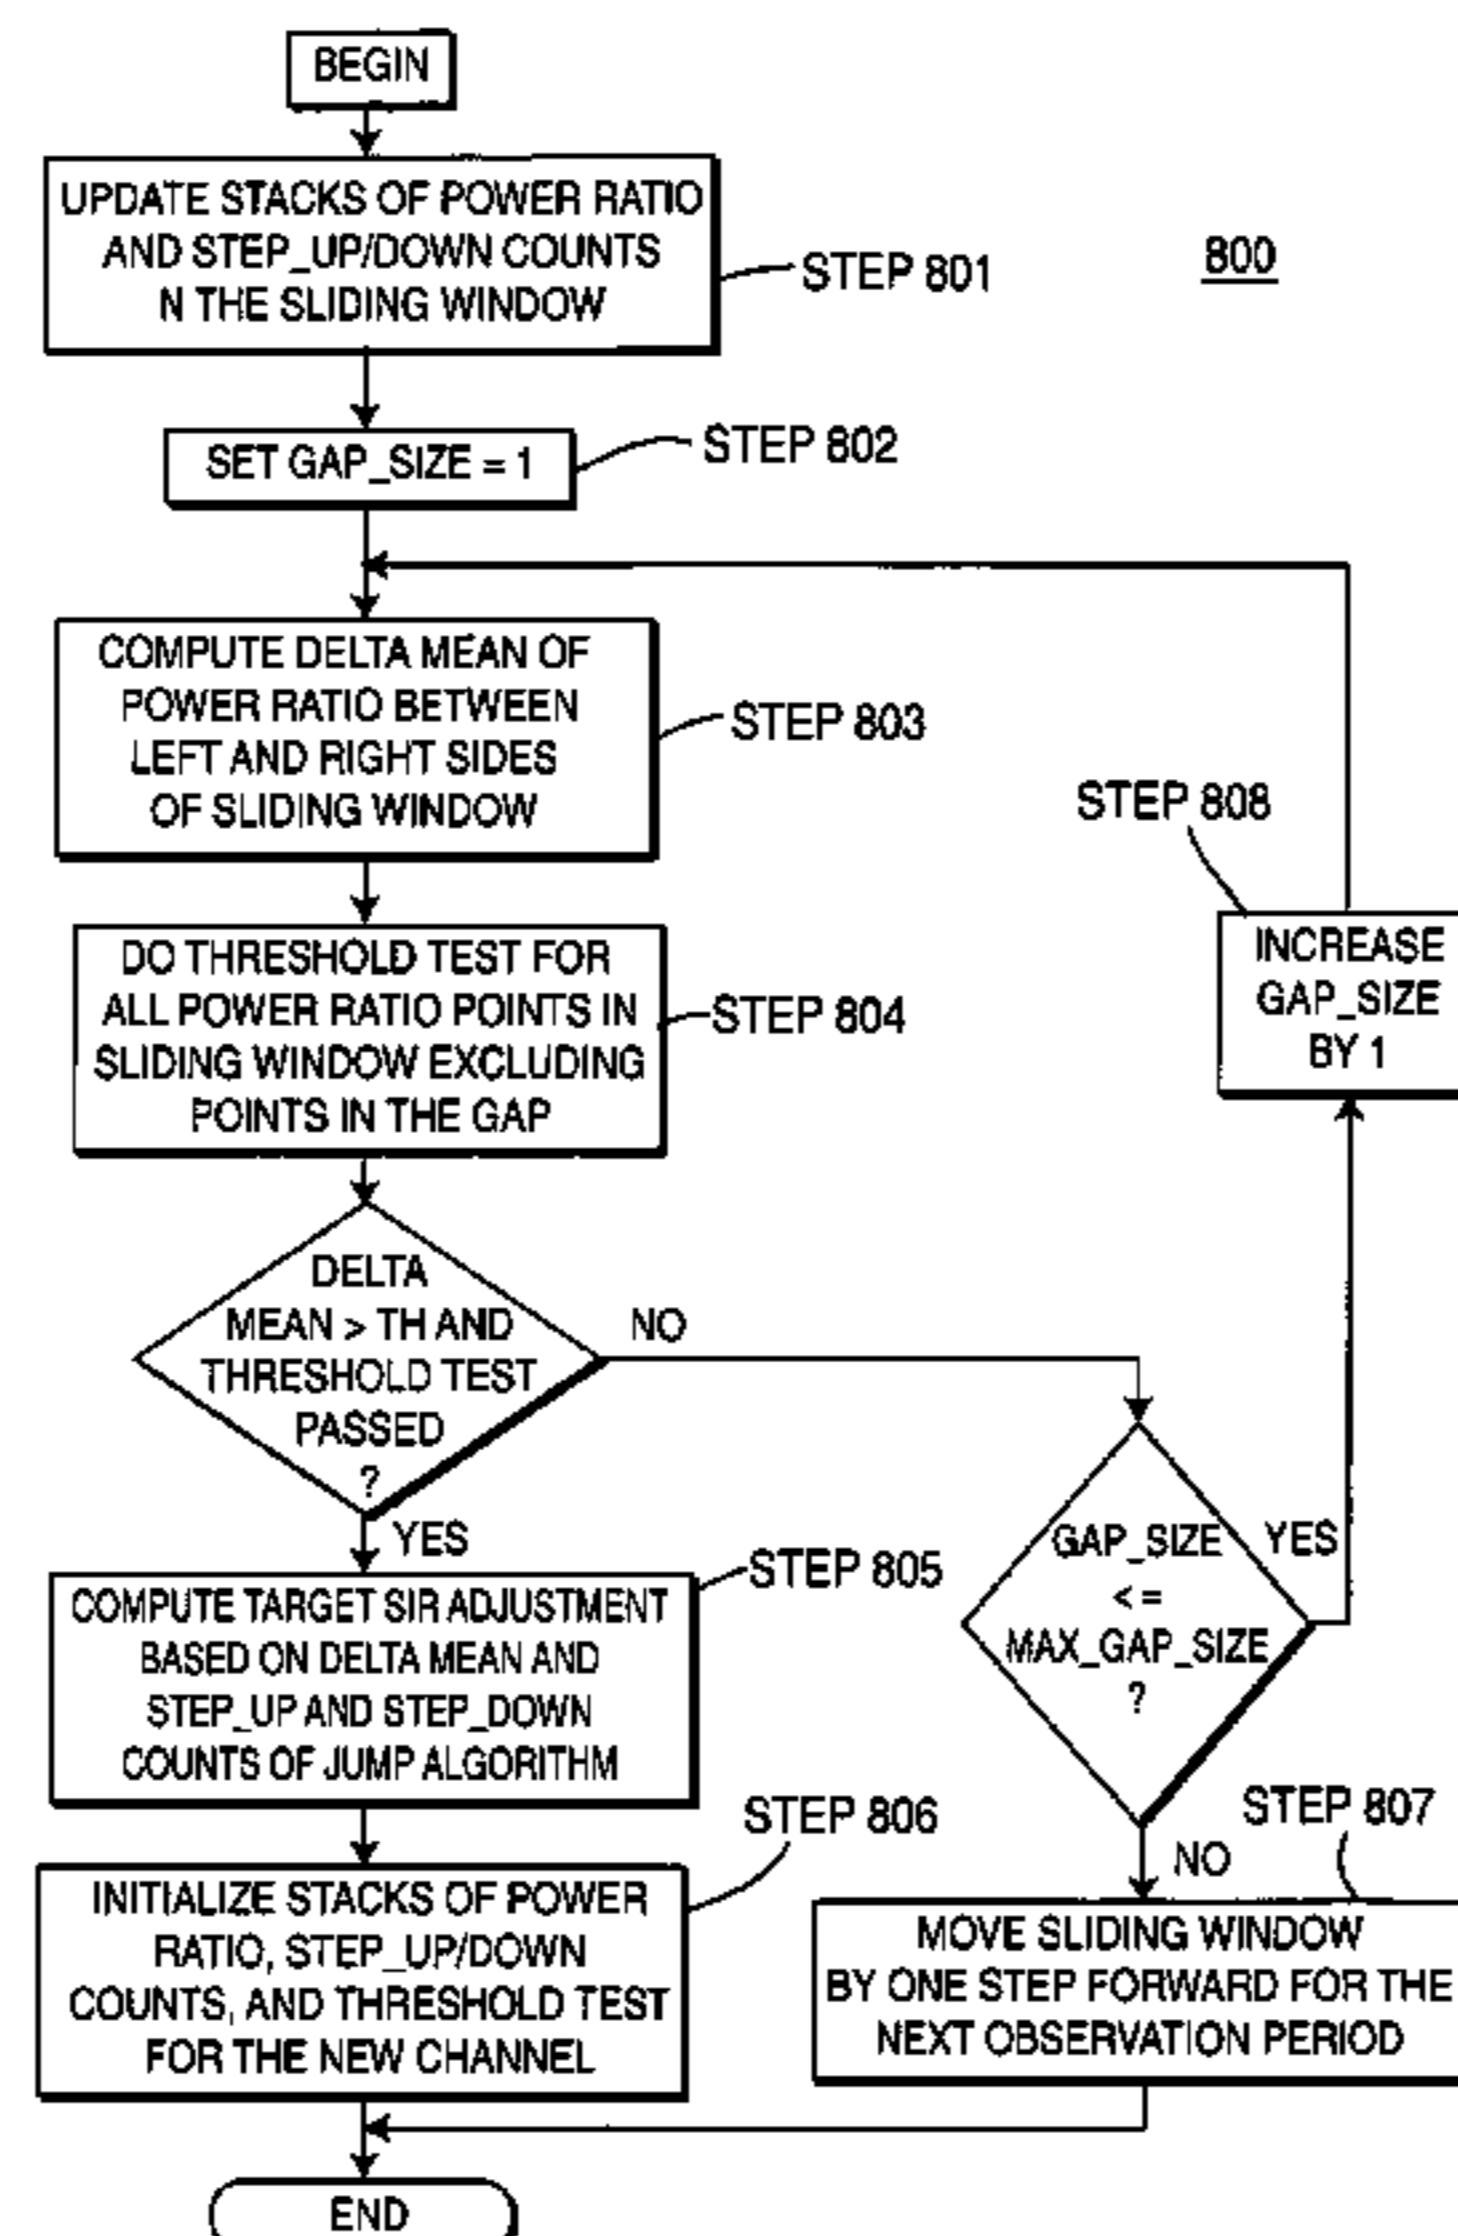 BEGIN
UPDATE STACKS OF POWER RATIO
AND STEP_UP/DOWN COUNTS
N THE SLIDING WINDOW
STEP 801
800
SET GAP_SIZE = 1
STEP 802
COMPUTE DELTA MEAN OF
POWER RATIO BETWEEN
LEFT AND RIGHT SIDES
OF SLIDING WINDOW
STEP 803
STEP 808
INCREASE
GAP_SIZE
BY 1
DO THRESHOLD TEST FOR
ALL POWER RATIO POINTS IN
SLIDING WINDOW EXCLUDING
POINTS IN THE GAP
STEP 804
DELTA
MEAN > TH AND
THRESHOLD TEST
PASSED
?
NO
YES
GAP_SIZE
< =
MAX_GAP_SIZE
?
YES
NO
COMPUTE TARGET SIR ADJUSTMENT
BASED ON DELTA MEAN AND
STEP_UP AND STEP_DOWN
COUNTS OF JUMP ALGORITHM
STEP 805
INITIALIZE STACKS OF POWER
RATIO, STEP_UP/DOWN
COUNTS, AND THRESHOLD TEST
FOR THE NEW CHANNEL
STEP 806
STEP 807
MOVE SLIDING WINDOW
BY ONE STEP FORWARD FOR THE
NEXT OBSERVATION PERIOD
END